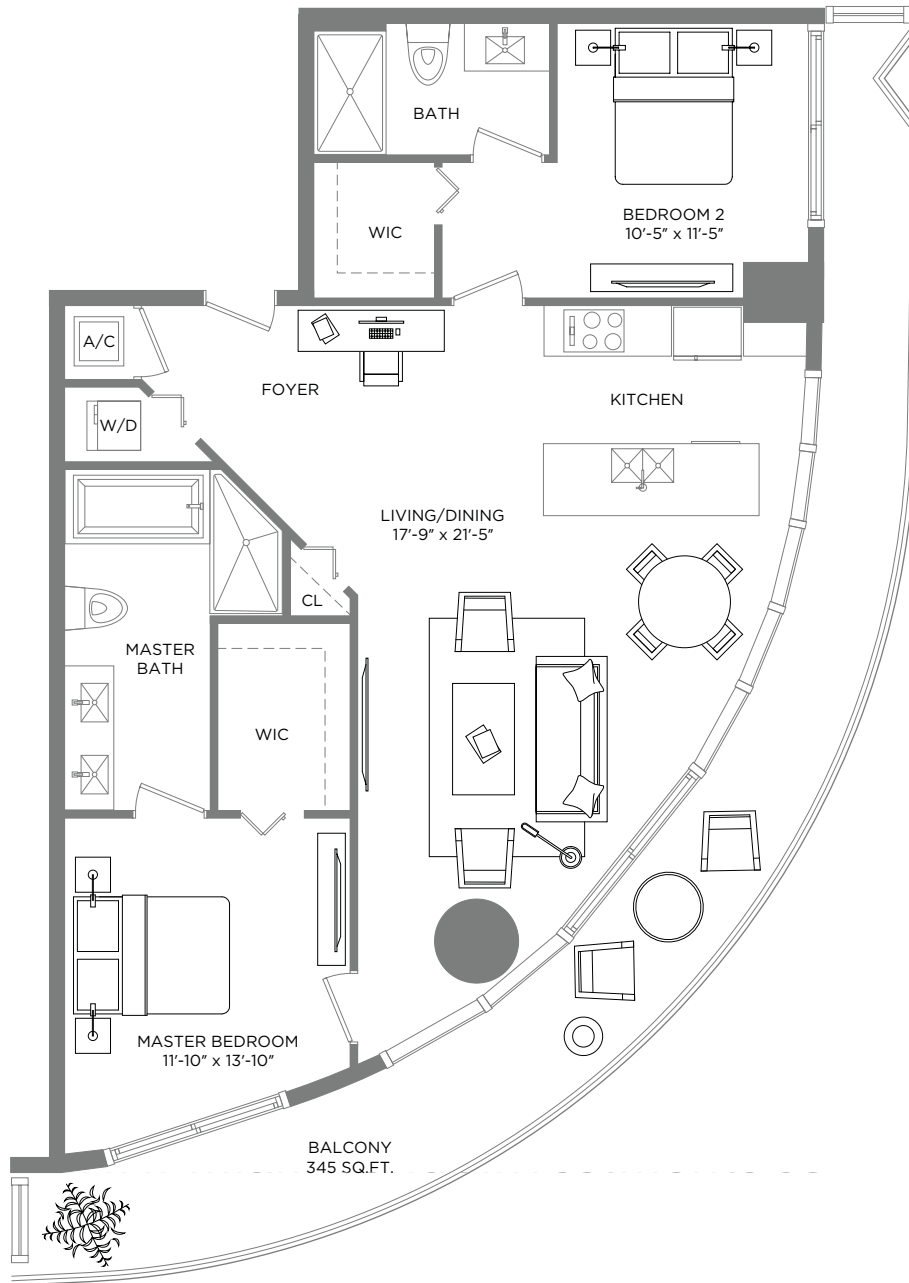 BATH
BEDROOM 2
10'-5" x 11'-5"
WIC
A/C
FOYER
KITCHEN
W/D
LIVING/DINING
17'-9" x 21'-5"
CL
MASTER
BATH
WIC
MASTER BEDROOM
11'-10" x 13'-10"
BALCONY
345 SQ.FT.